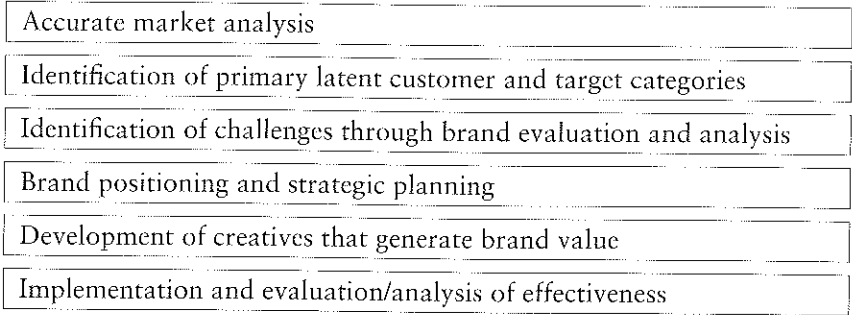 Accurate market analysis
Identification of primary latent customer and target categories
Identification of challenges through brand evaluation and analysis
Brand positioning and strategic planning
Development of creatives that generate brand value
Implementation and evaluation/analysis of effectiveness